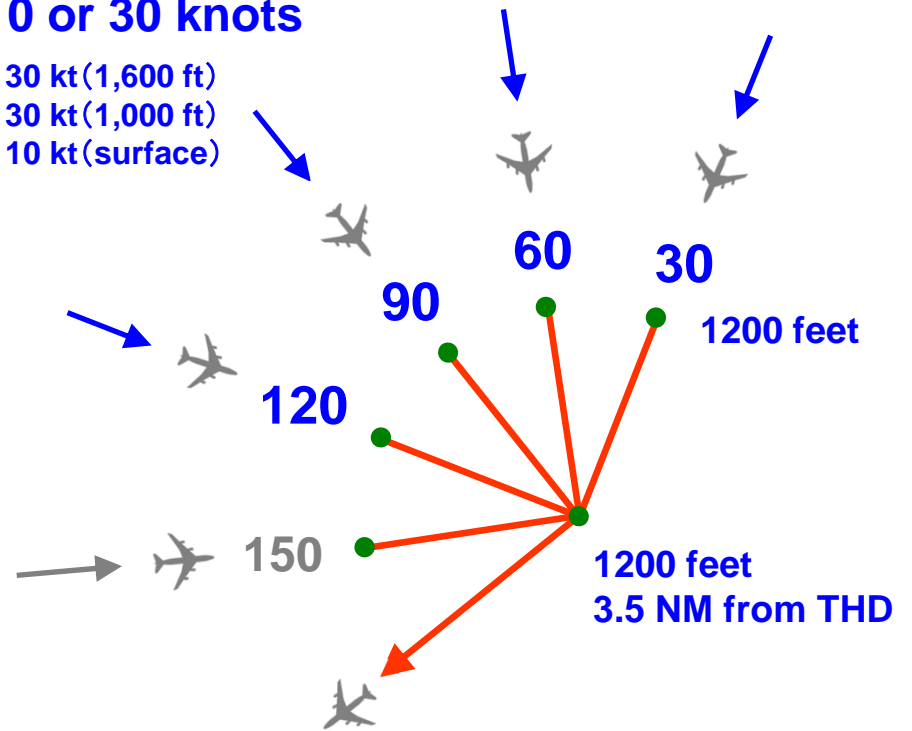 0 or 30 knots
30 kt（1,600 ft）
30 kt（1,000 ft）
10 kt（surface）
60
30
90
1200 feet
120
150
1200 feet
3.5 NM from THD